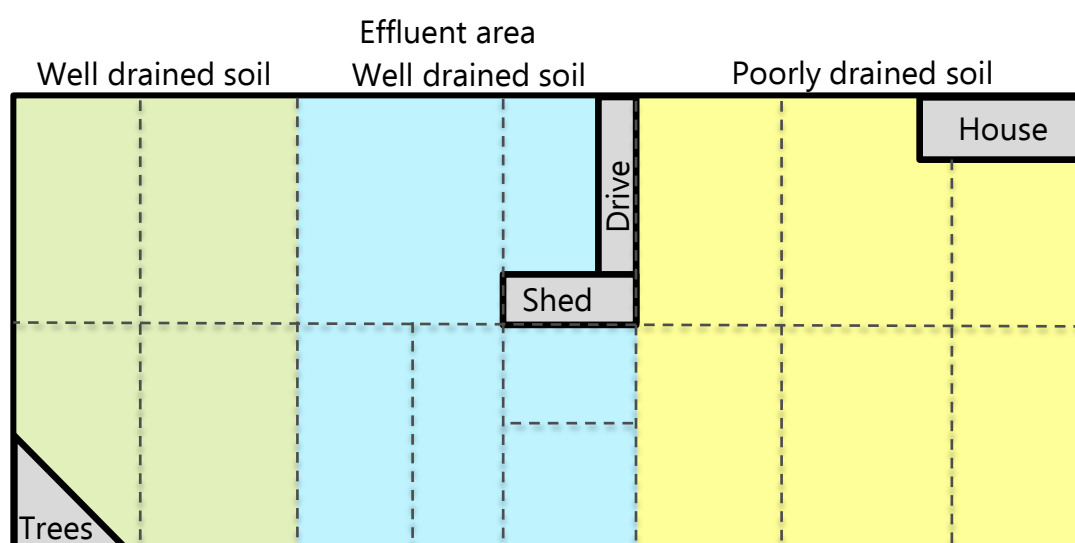 Effluent area
Well drained soil
Well drained soil
Poorly drained soil
House
Drive
Shed
Trees